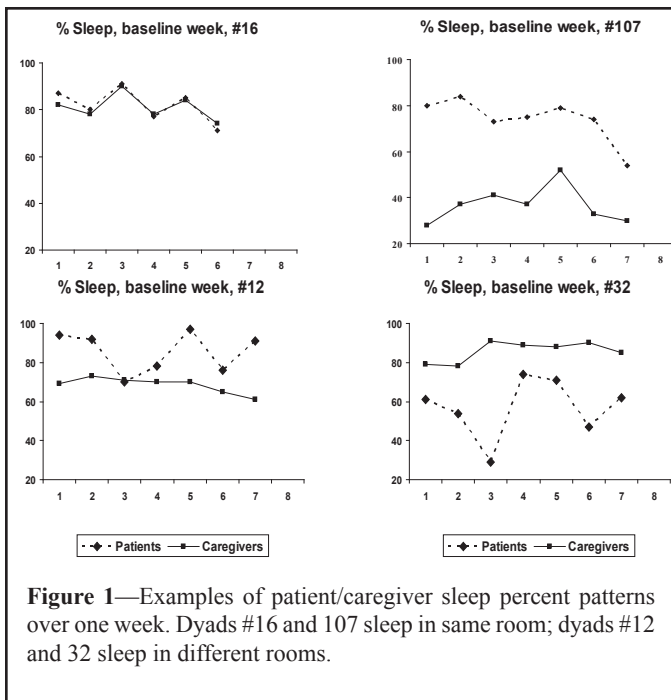 % Sleep, baseline week, #16
100
80
60
40
20
1 2 3 4 5 6 7 8
% Sleep, baseline week, #107
100
80
60
40
20
1 2 3 4 5 6 7 8
% Sleep, baseline week, #12
100
80
60
40
20
1 2 3 4 5 6 7 8
% Sleep, baseline week, #32
100
80
60
40
20
1 2 3 4 5 6 7 8
Patients Caregivers
Patients Caregivers
Figure 1—Examples of patient/caregiver sleep percent patterns
over one week. Dyads #16 and 107 sleep in same room; dyads #12
and 32 sleep in different rooms.